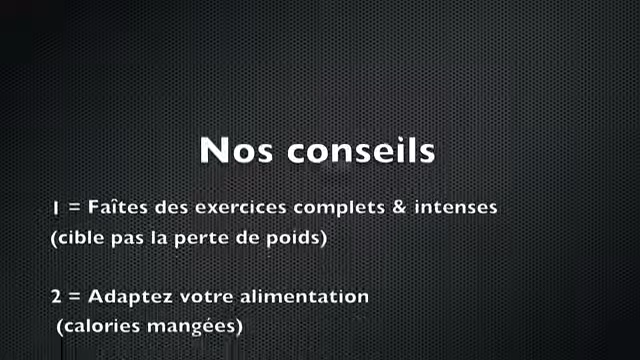 Nos conseils
1 = Faîtes des exercices complets & intenses
(cible pas la perte de poids)
2 = Adaptez votre alimentation
(calories mangées)